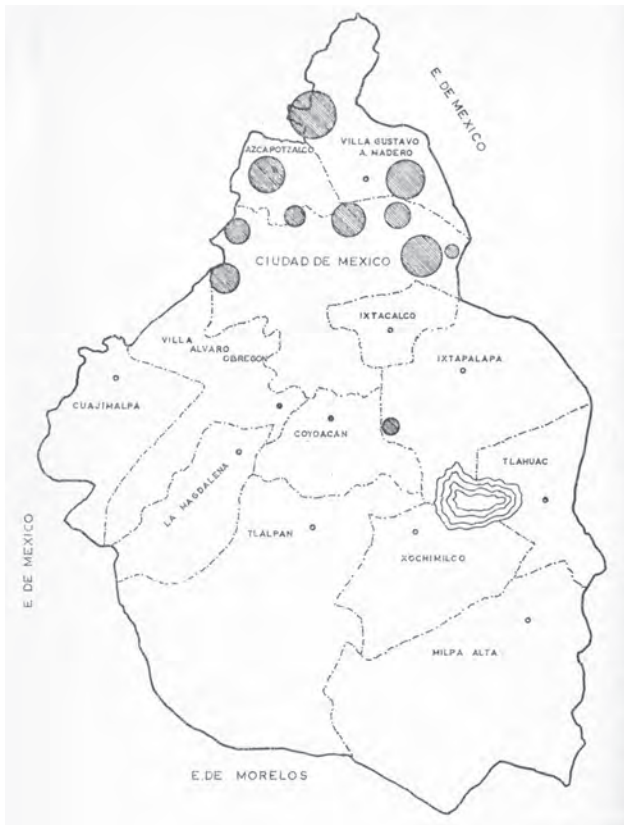 E. DE MEXICO
VILLA GUSTAVO
A. MADERO
AZCAPOTZALCO
CIUDAD DE MEXICO
IXTACALCO
VILLA
ALVARO
OBREGON
IXTAPALAPA
CUAJIMALPA
COYOACAN
TLAHUAC
LA MAGDALENA
TLALPAN
XOCHIMILCO
E. DE MEXICO
MILPA ALTA
E. DE MORELOS